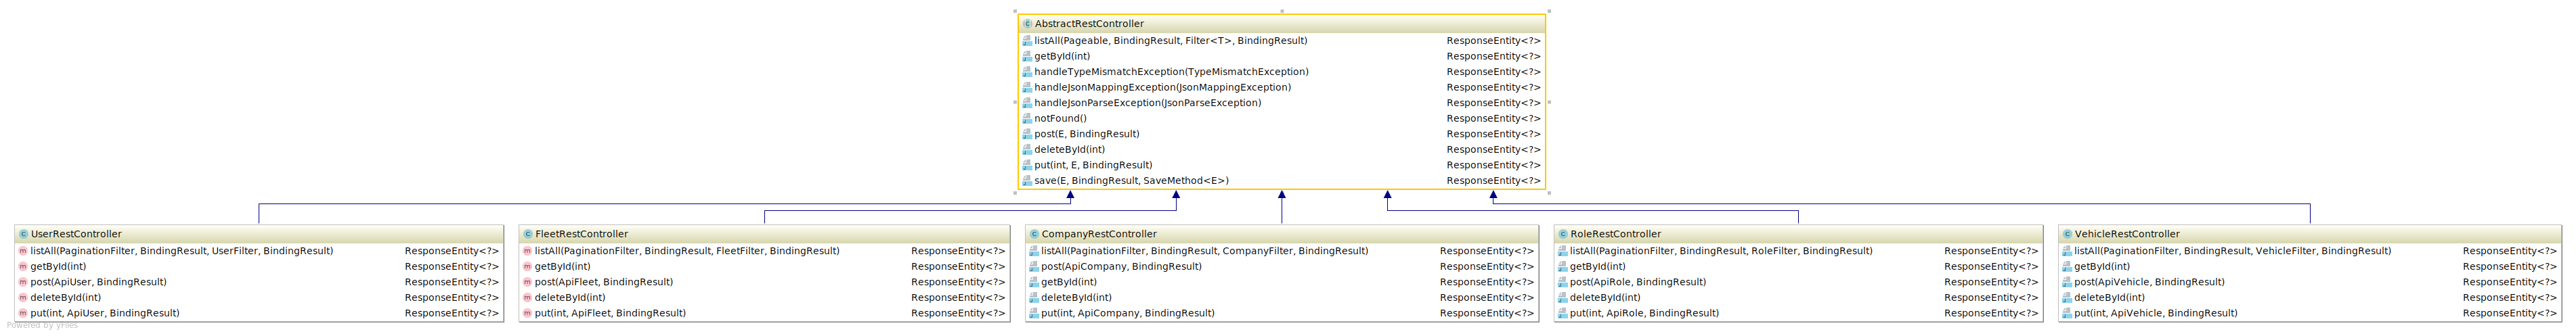 AbstractRestController
listAll(Pageable, BindingResult, Filter<T>, BindingResult) ResponseEntity<?>
getById(int) ResponseEntity<?>
handleTypeMismatchException(TypeMismatchException) ResponseEntity<?>
handleJsonMappingException(JsonMappingException) ResponseEntity<?>
handleJsonParseException(JsonParseException) ResponseEntity<?>
notFound() ResponseEntity<?>
post(E, BindingResult) ResponseEntity<?>
deleteById(int) ResponseEntity<?>
put(int, E, BindingResult) ResponseEntity<?>
save(E, BindingResult, SaveMethod<E>) ResponseEntity<?>
UserRestController
listAll(PaginationFilter, BindingResult, UserFilter, BindingResult) ResponseEntity<?>
getById(int) ResponseEntity<?>
post(ApiUser, BindingResult) ResponseEntity<?>
deleteById(int) ResponseEntity<?>
put(int, ApiUser, BindingResult) ResponseEntity<?>
FleetRestController
listAll(PaginationFilter, BindingResult, FleetFilter, BindingResult) ResponseEntity<?>
getById(int) ResponseEntity<?>
post(ApiFleet, BindingResult) ResponseEntity<?>
deleteById(int) ResponseEntity<?>
put(int, ApiFleet, BindingResult) ResponseEntity<?>
CompanyRestController
listAll(PaginationFilter, BindingResult, CompanyFilter, BindingResult) ResponseEntity<?>
post(ApiCompany, BindingResult) ResponseEntity<?>
getById(int) ResponseEntity<?>
deleteById(int) ResponseEntity<?>
put(int, ApiCompany, BindingResult) ResponseEntity<?>
RoleRestController
listAll(PaginationFilter, BindingResult, RoleFilter, BindingResult) ResponseEntity<?>
getById(int) ResponseEntity<?>
post(ApiRole, BindingResult) ResponseEntity<?>
deleteById(int) ResponseEntity<?>
put(int, ApiRole, BindingResult) ResponseEntity<?>
VehicleRestController
listAll(PaginationFilter, BindingResult, VehicleFilter, BindingResult) ResponseEntity<?>
getById(int) ResponseEntity<?>
post(ApiVehicle, BindingResult) ResponseEntity<?>
deleteById(int) ResponseEntity<?>
put(int, ApiVehicle, BindingResult) ResponseEntity<?>
Powered by yFiles